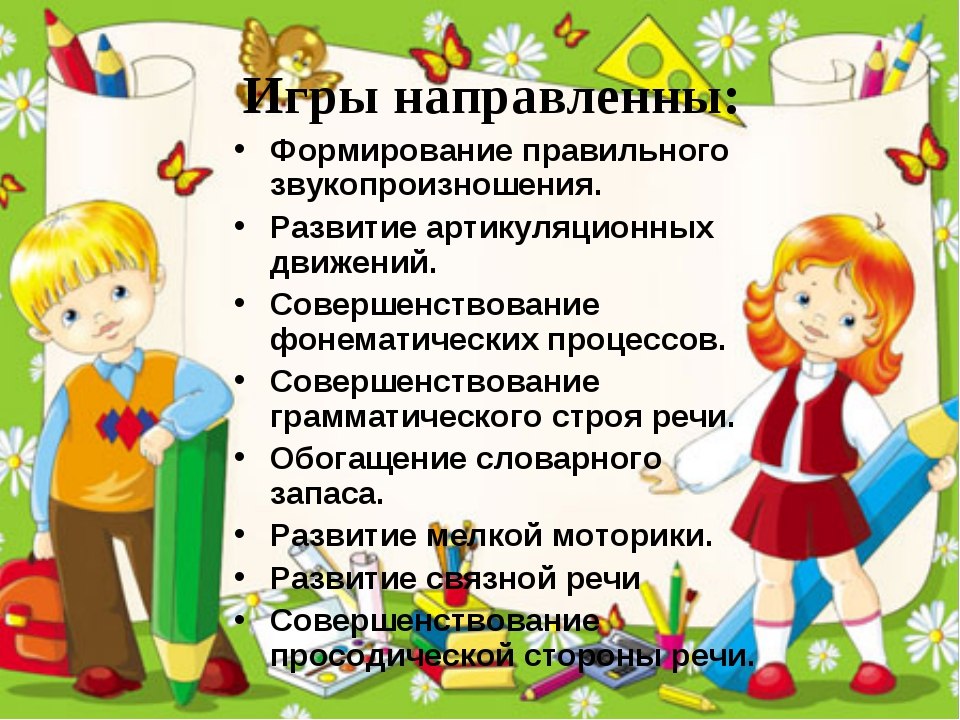 Игры направленны:
• Формирование правильного
звукопроизношения.
• Развитие артикуляционных
движений.
• Совершенствование
фонематических процессов.
• Совершенствование
грамматического строя речи.
• Обогащение словарного
запаса.
• Развитие мелкой моторики.
• Развитие связной речи
• Совершенствование
просодической стороны речи.